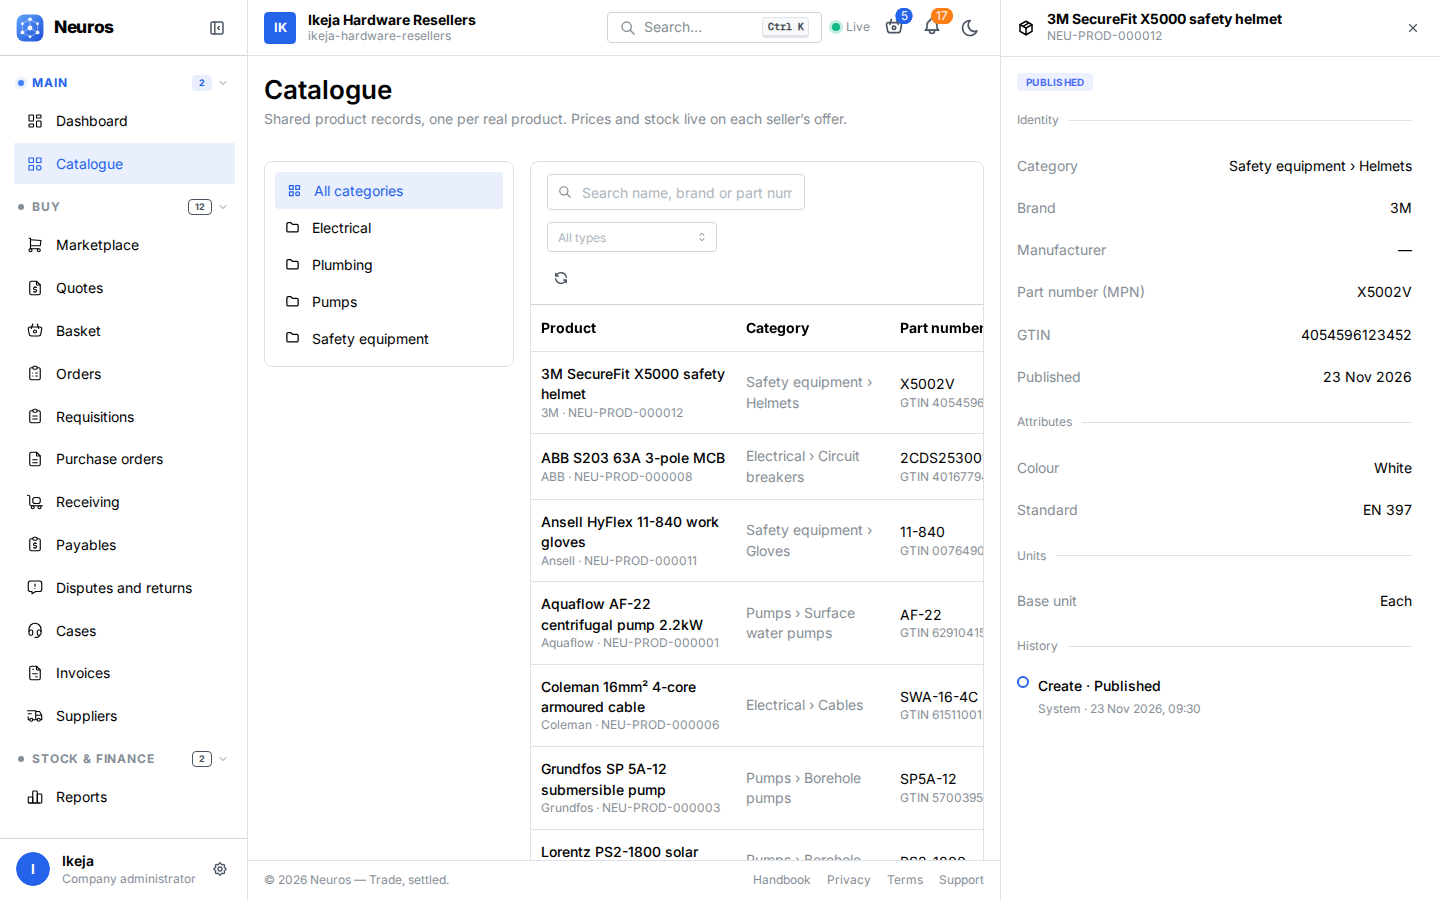 Neuros
MAIN
2
Dashboard
Catalogue
BUY
12
Marketplace
Quotes
Basket
Orders
Requisitions
Purchase orders
Receiving
Payables
Disputes and returns
Cases
Invoices
Suppliers
STOCK & FINANCE
2
Reports
I
Ikeja
Company administrator
IK
Ikeja Hardware Resellers
ikeja-hardware-resellers
Search...
Ctrl K
Live
5
17
Catalogue
Shared product records, one per real product. Prices and stock live on each seller's offer.
All categories
Electrical
Plumbing
Pumps
Safety equipment
Search name, brand or part num
All types
Product
Category
Part number
3M SecureFit X5000 safety
helmet
3M · NEU-PROD-000012
Safety equipment ›
Helmets
X5002V
GTIN 4054596
ABB S203 63A 3-pole MCB
ABB · NEU-PROD-000008
Electrical › Circuit
breakers
2CDS25300
GTIN 4016779
Ansell HyFlex 11-840 work
gloves
Ansell · NEU-PROD-000011
Safety equipment ›
Gloves
11-840
GTIN 0076490
Aquaflow AF-22
centrifugal pump 2.2kW
Aquaflow · NEU-PROD-000001
Pumps › Surface
water pumps
AF-22
GTIN 6291041
Coleman 16mm² 4-core
armoured cable
Coleman · NEU-PROD-000006
Electrical › Cables
SWA-16-4C
GTIN 61511001
Grundfos SP 5A-12
submersible pump
Grundfos · NEU-PROD-000003
Pumps › Borehole
pumps
SP5A-12
GTIN 5700395
Lorentz PS2-1800 solar
Pumps › Borehole
PS2-1800
© 2026 Neuros — Trade, settled.
Handbook
Privacy
Terms
Support
3M SecureFit X5000 safety helmet
NEU-PROD-000012
PUBLISHED
Identity
Category
Safety equipment › Helmets
Brand
3M
Manufacturer
—
Part number (MPN)
X5002V
GTIN
4054596123452
Published
23 Nov 2026
Attributes
Colour
White
Standard
EN 397
Units
Base unit
Each
History
Create · Published
System · 23 Nov 2026, 09:30